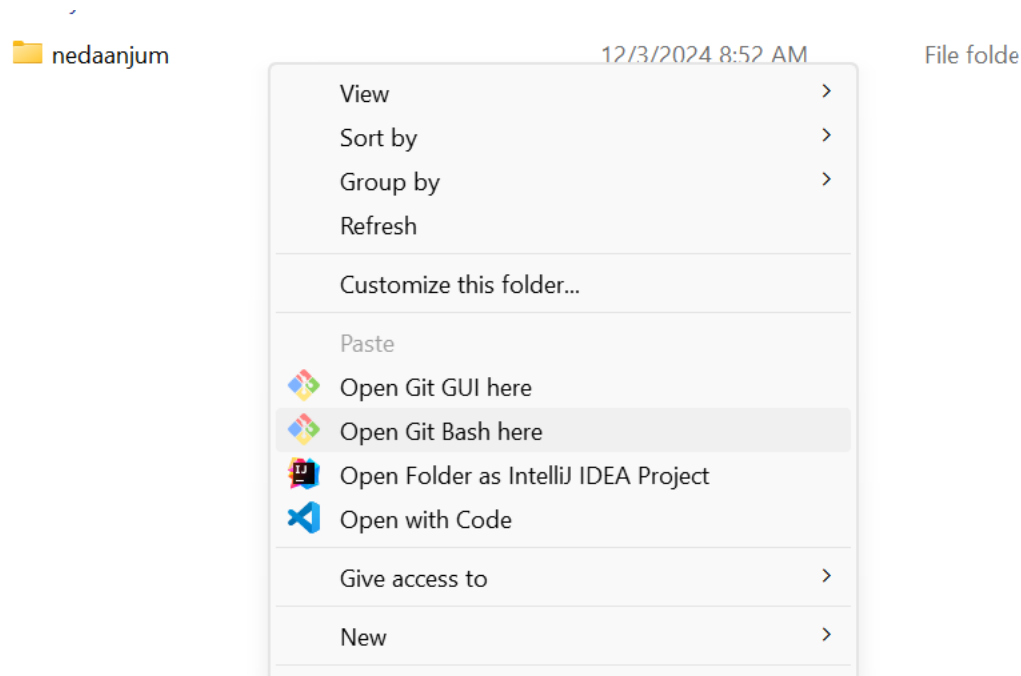 nedaanjum 12/3/2024 8:52 AM File folde
View
Sort by
Group by
Refresh
Customize this folder...
Paste
Open Git GUI here
Open Git Bash here
Open Folder as IntelliJ IDEA Project
Open with Code
Give access to
New